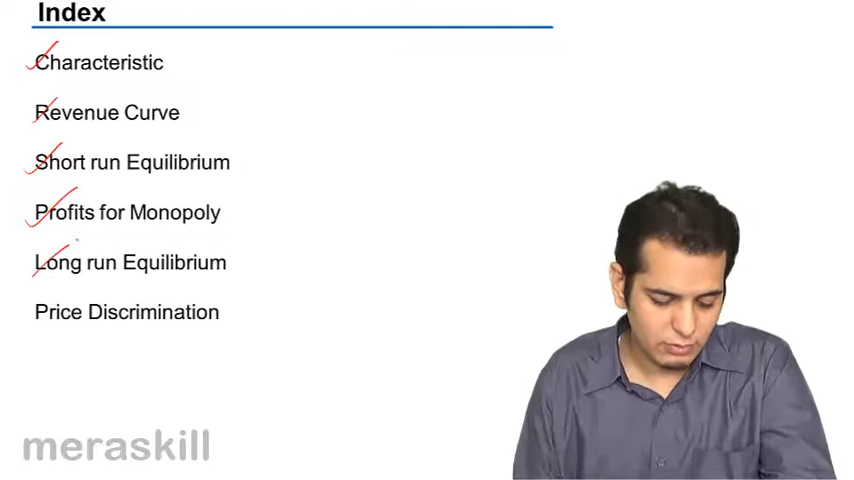 Index
Characteristic
Revenue Curve
Short run Equilibrium
Profits for Monopoly
Long run Equilibrium
Price Discrimination
meraskill